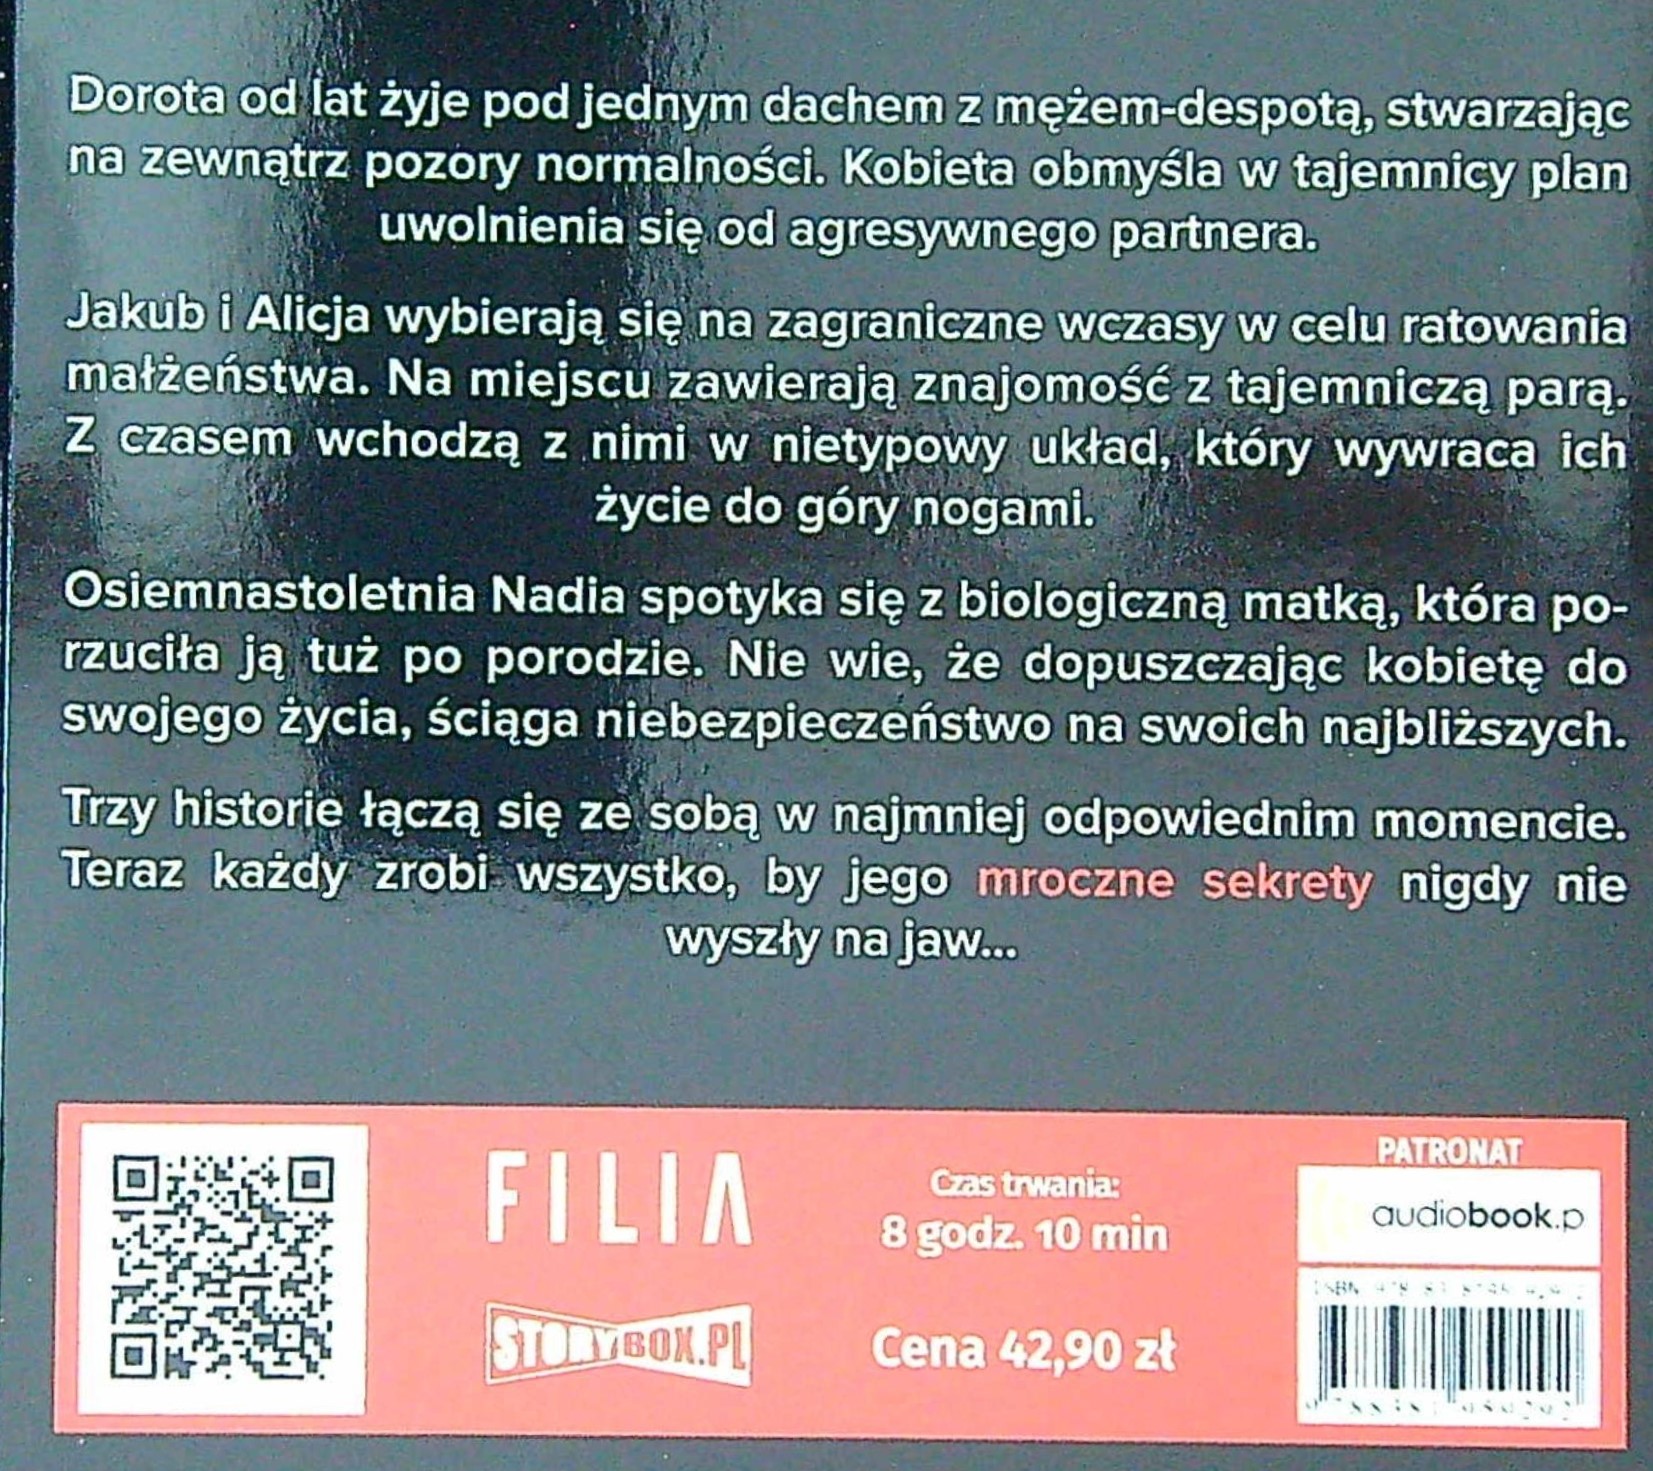 Dorota od lat żyje pod jednym dachem z mężem-despotą, stwarzając
na zewnątrz pozory normalności. Kobieta obmyśla w tajemnicy plan
uwolnienia się od agresywnego partnera.
Jakub i Alicja wybierają się na zagraniczne wczasy w celu ratowania
małżeństwa. Na miejscu zawierają znajomość z tajemniczą parą.
Z czasem wchodzą z nimi w nietypowy układ, który wywraca ich
życie do góry nogami.
Osiemnastoletnia Nadia spotyka się z biologiczną matką, która po-
rzuciła ją tuż po porodzie. Nie wie, że dopuszczając kobietę do
swojego życia, ściąga niebezpieczeństwo na swoich najbliższych.
Trzy historie łączą się ze sobą w najmniej odpowiednim momencie.
Teraz każdy zrobi wszystko, by jego mroczne sekrety nigdy nie
wyszły na jaw...
FILIA
STORYBOX.PL
Czas trwania:
8 godz. 10 min
Cena 42,90 zł
PATRONAT
audiobook.p
ISBN